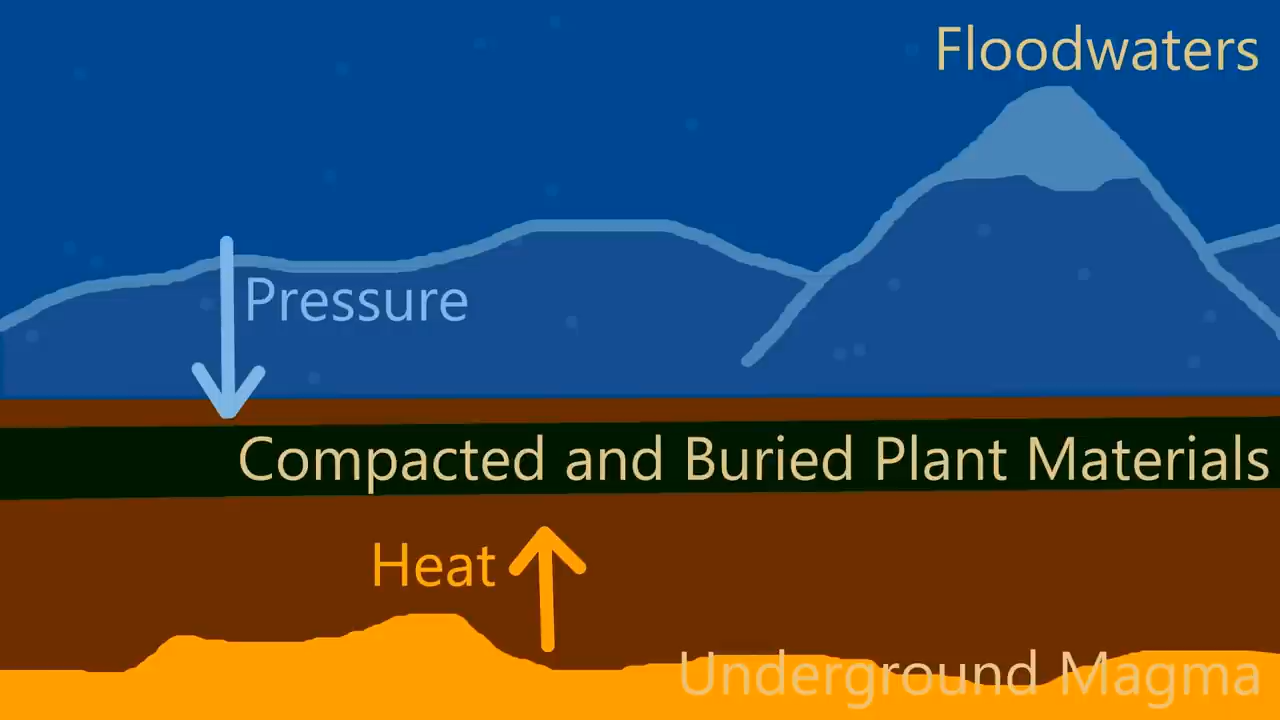 Floodwaters
Pressure
Compacted and Buried Plant Materials
Heat
Underground Magma